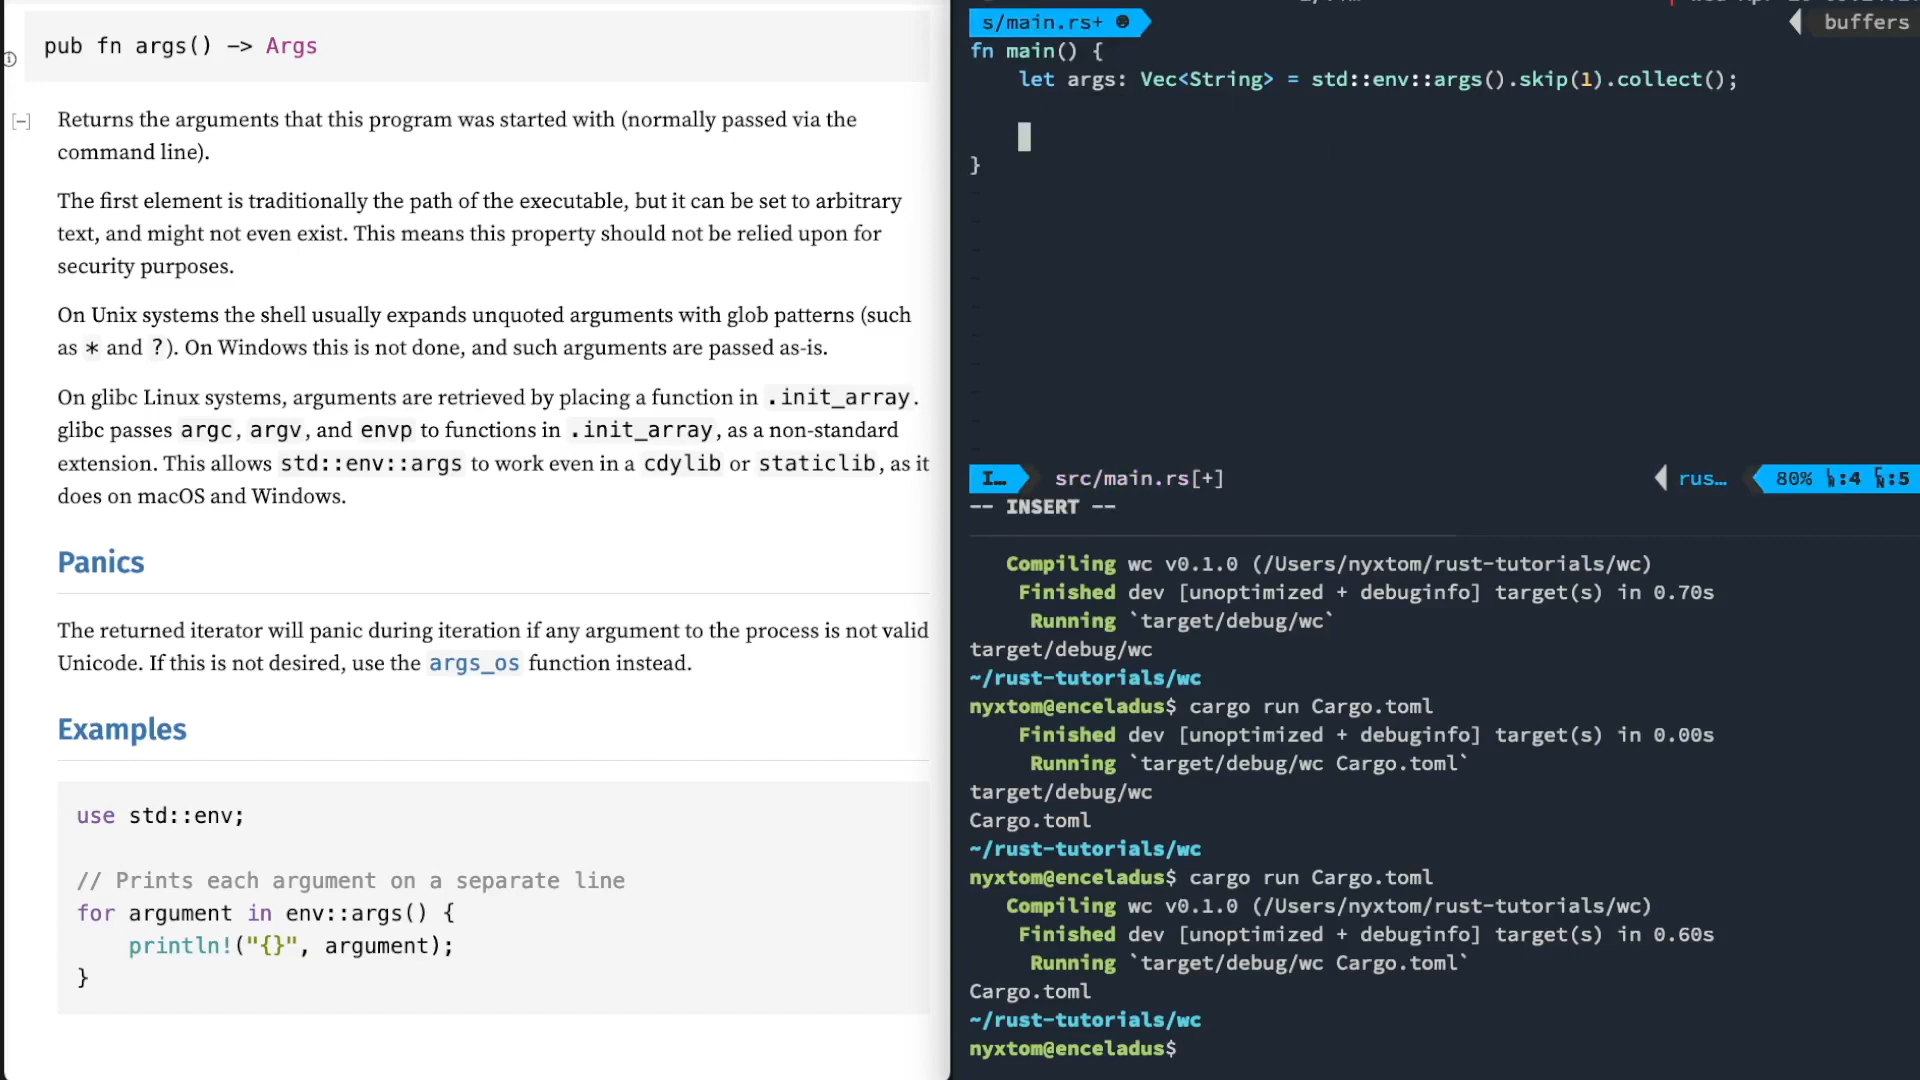 pub fn args() -> Args
[-]
Returns the arguments that this program was started with (normally passed via the
command line).
The first element is traditionally the path of the executable, but it can be set to arbitrary
text, and might not even exist. This means this property should not be relied upon for
security purposes.
On Unix systems the shell usually expands unquoted arguments with glob patterns (such
as * and ?). On Windows this is not done, and such arguments are passed as-is.
On glibc Linux systems, arguments are retrieved by placing a function in .init_array.
glibc passes argc, argv, and envp to functions in .init_array, as a non-standard
extension. This allows std::env::args to work even in a cdylib or staticlib, as it
does on macOS and Windows.
Panics
The returned iterator will panic during iteration if any argument to the process is not valid
Unicode. If this is not desired, use the args_os function instead.
Examples
use std::env;
// Prints each argument on a separate line
for argument in env::args() {
    println!("{}", argument);
}
s/main.rs+
buffers
fn main() {
    let args: Vec<String> = std::env::args().skip(1).collect();
}
~
~
~
~
~
~
~
~
~
~
I… src/main.rs[+] rus… 80% :4 :5
-- INSERT --
   Compiling wc v0.1.0 (/Users/nyxtom/rust-tutorials/wc)
    Finished dev [unoptimized + debuginfo] target(s) in 0.70s
     Running `target/debug/wc`
target/debug/wc
~/rust-tutorials/wc
nyxtom@enceladus$ cargo run Cargo.toml
    Finished dev [unoptimized + debuginfo] target(s) in 0.00s
     Running `target/debug/wc Cargo.toml`
target/debug/wc
Cargo.toml
~/rust-tutorials/wc
nyxtom@enceladus$ cargo run Cargo.toml
   Compiling wc v0.1.0 (/Users/nyxtom/rust-tutorials/wc)
    Finished dev [unoptimized + debuginfo] target(s) in 0.60s
     Running `target/debug/wc Cargo.toml`
Cargo.toml
~/rust-tutorials/wc
nyxtom@enceladus$